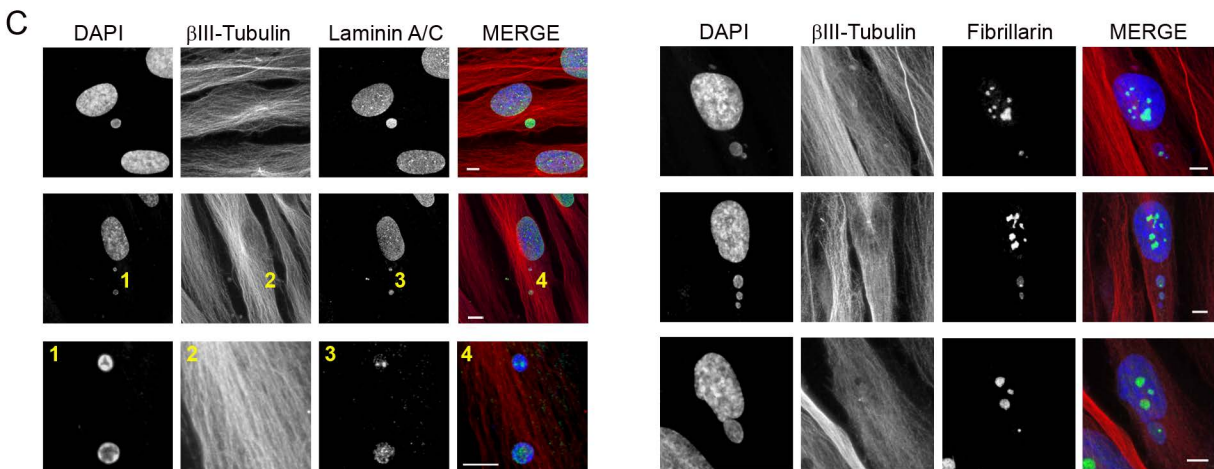 C
DAPI βIII-Tubulin Laminin A/C MERGE DAPI βIII-Tubulin Fibrillarin MERGE
1 2 3 4
1 2 3 4